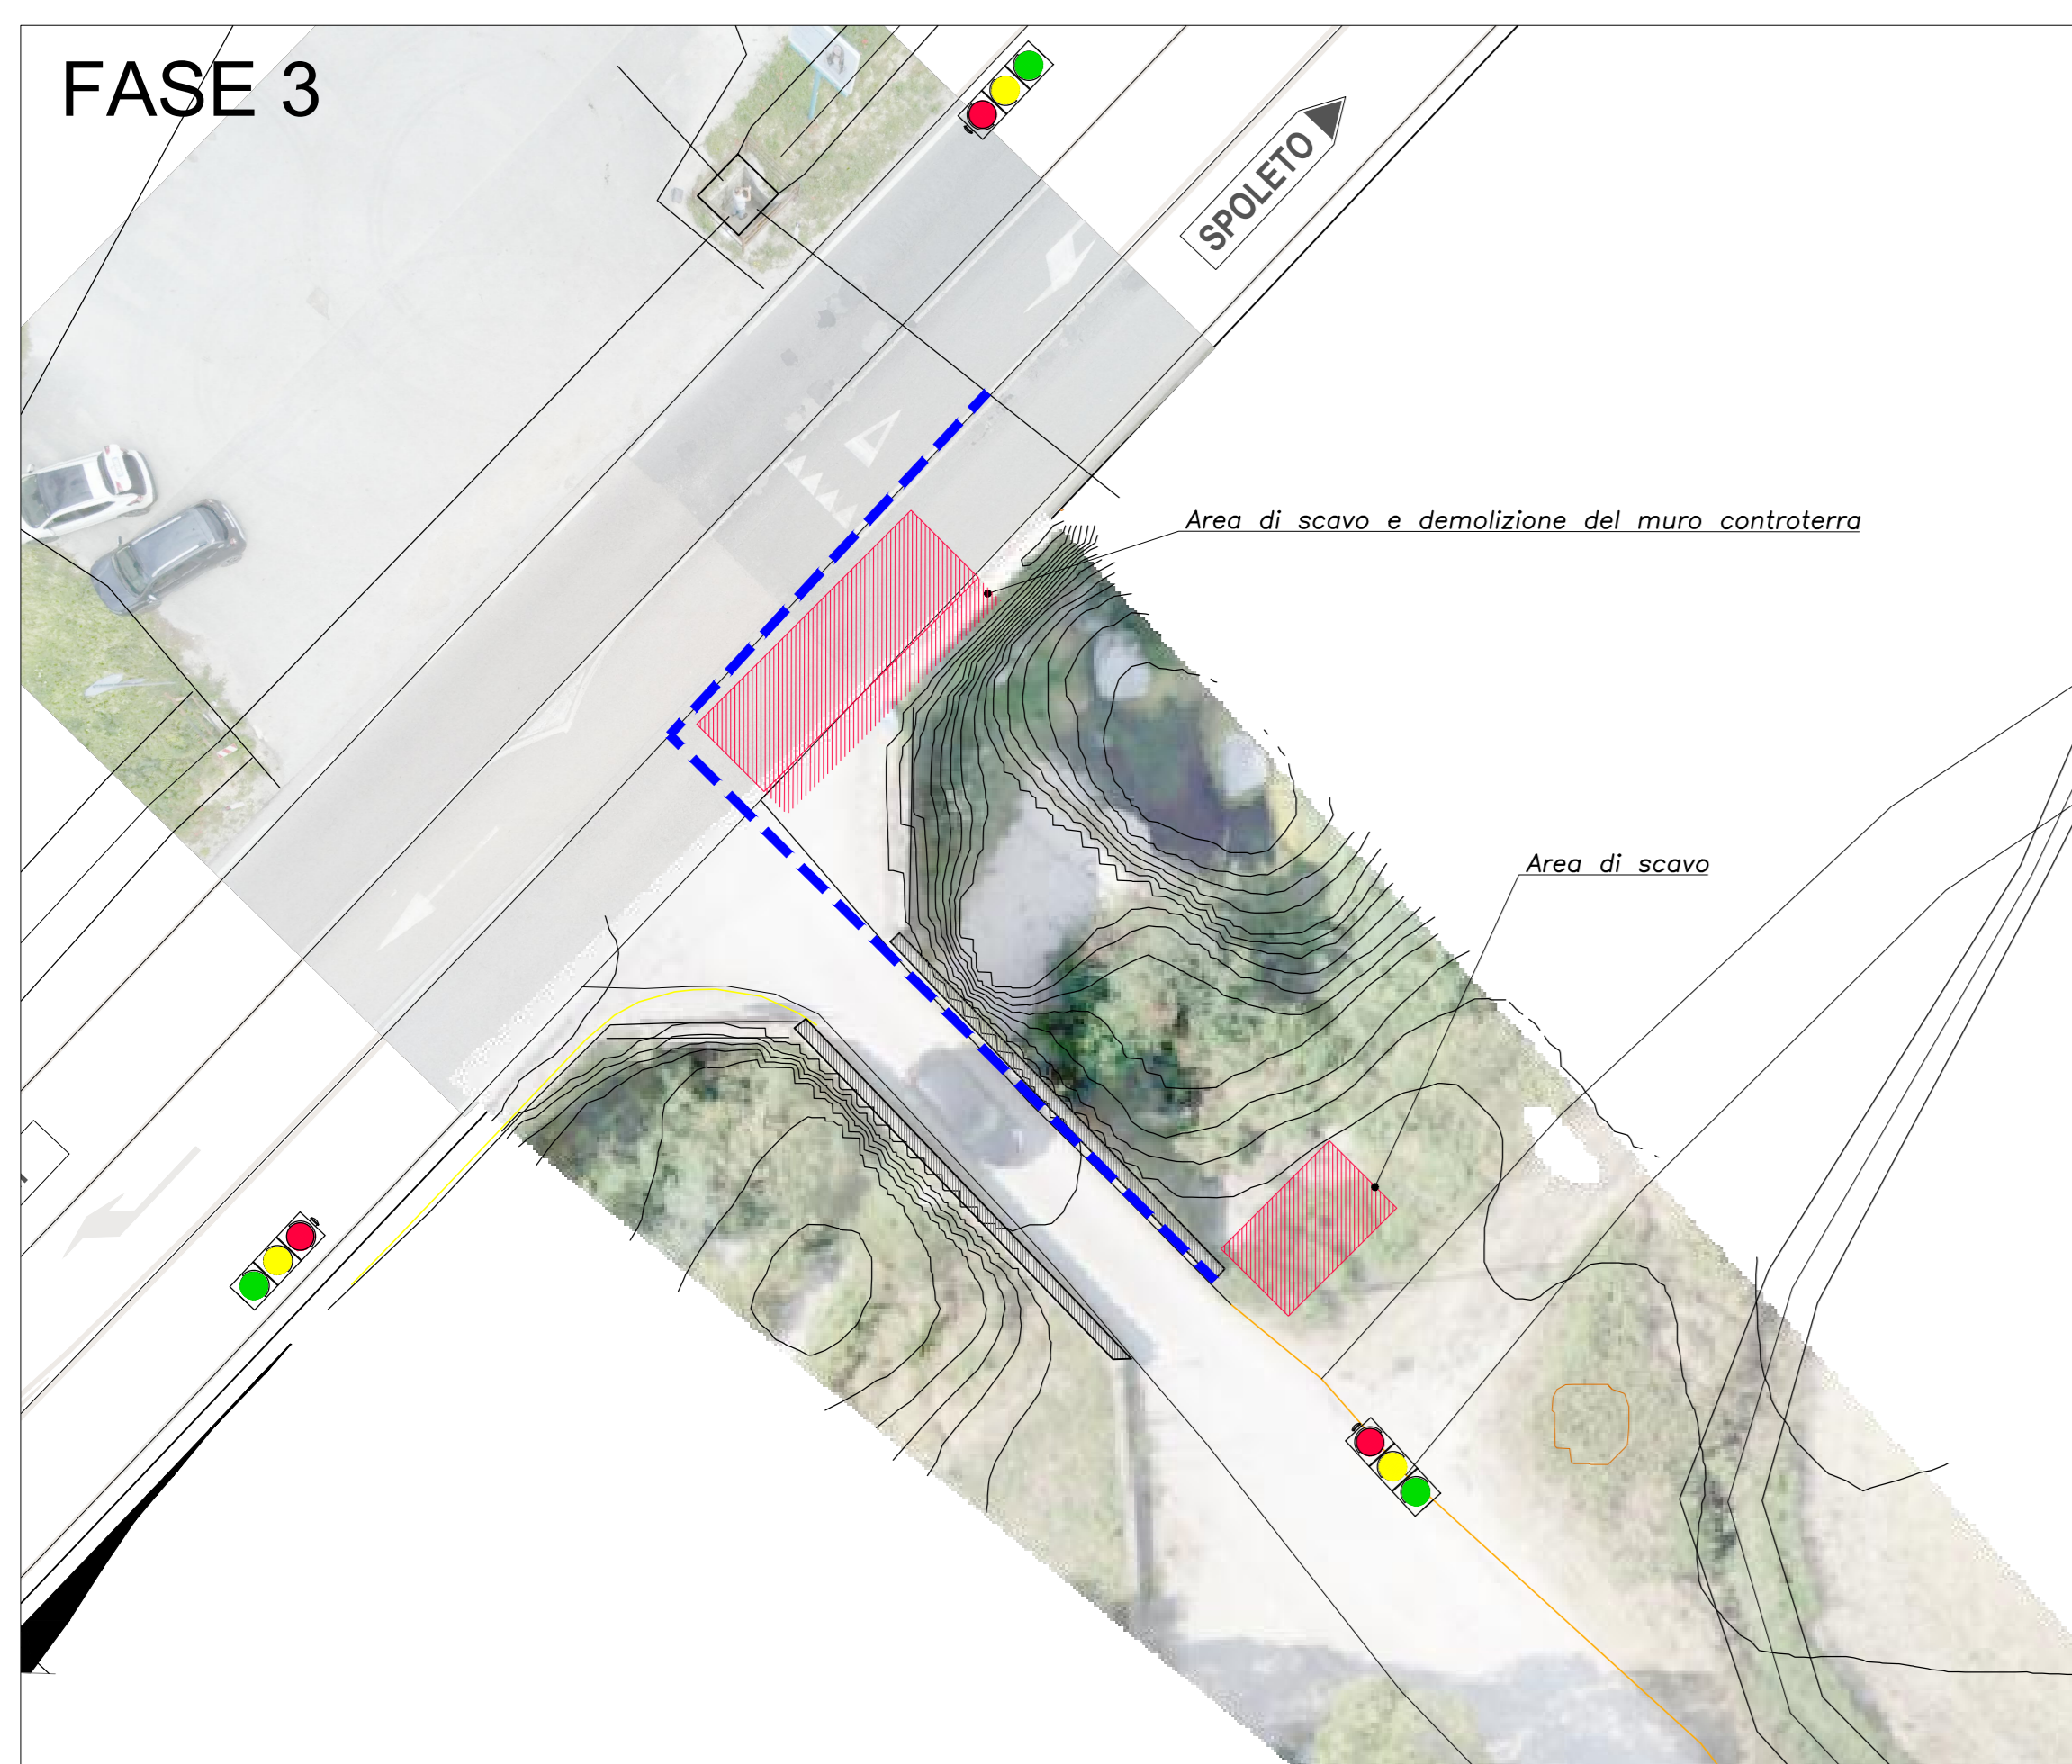 FASE 3
SPOLETO
Area di scavo e demolizione del muro controterra
Area di scavo